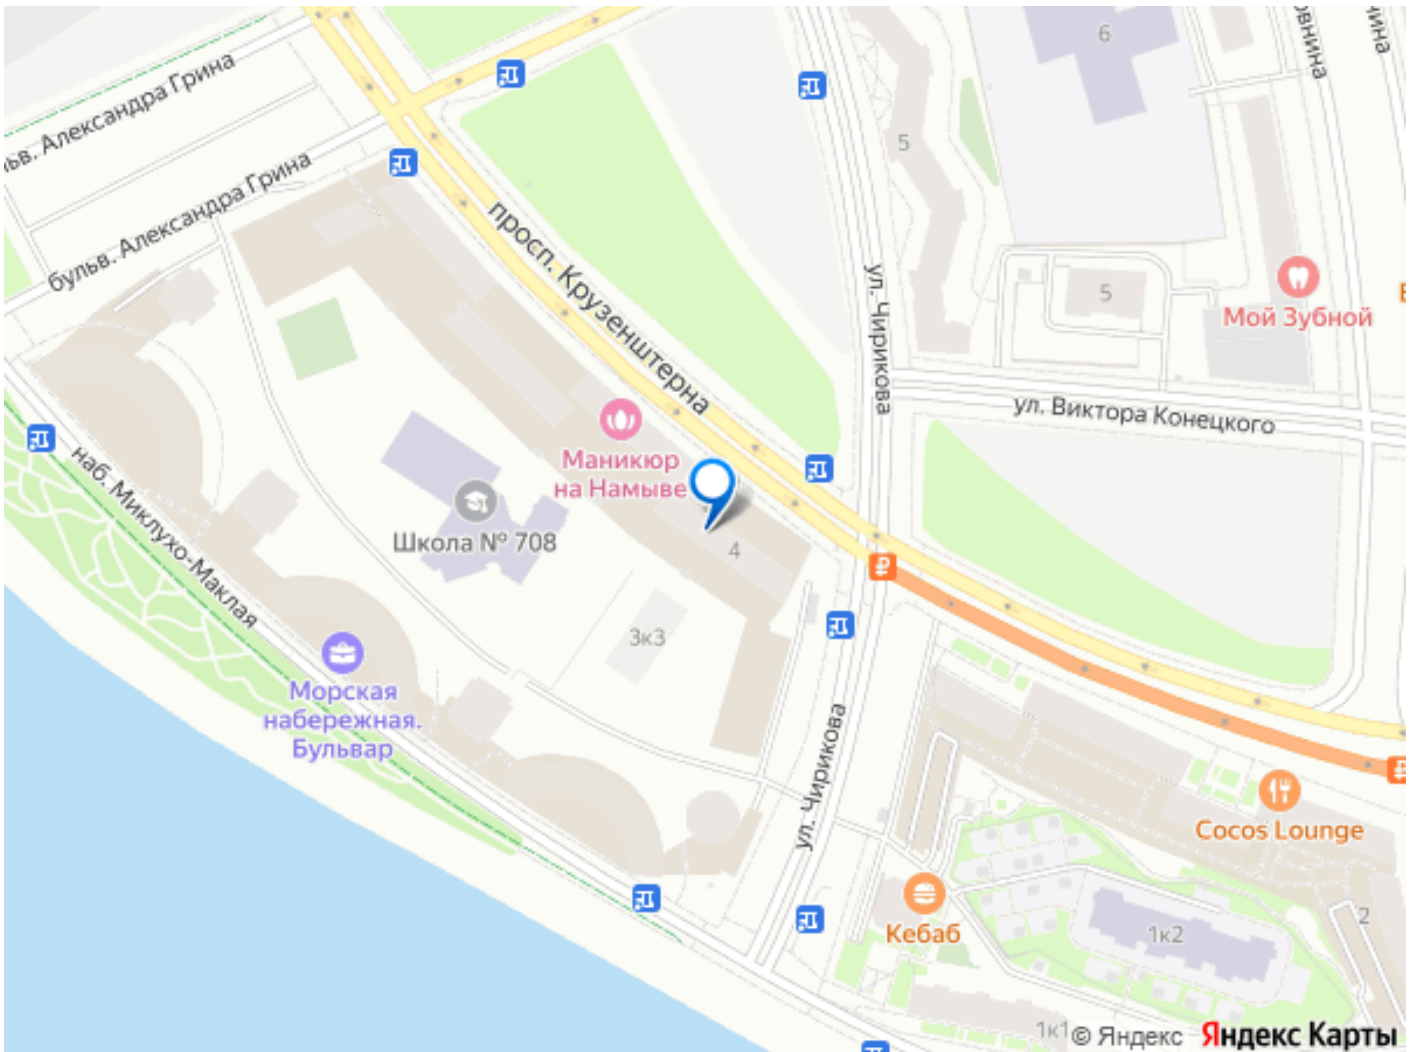 бульв. Александра Грина
бульв. Александра Грина
просп. Крузенштерна
6
5
ул. Чирикова
5
Мой Зубной
ул. Виктора Конецкого
Маникюр
на Намыве
Школа № 708
4
3к3
наб. Миклухо-Маклая
Морская
набережная.
Бульвар
ул. Чирикова
Cocos Lounge
Кебаб
1к2
2
1к1
© Яндекс
Яндекс Карты